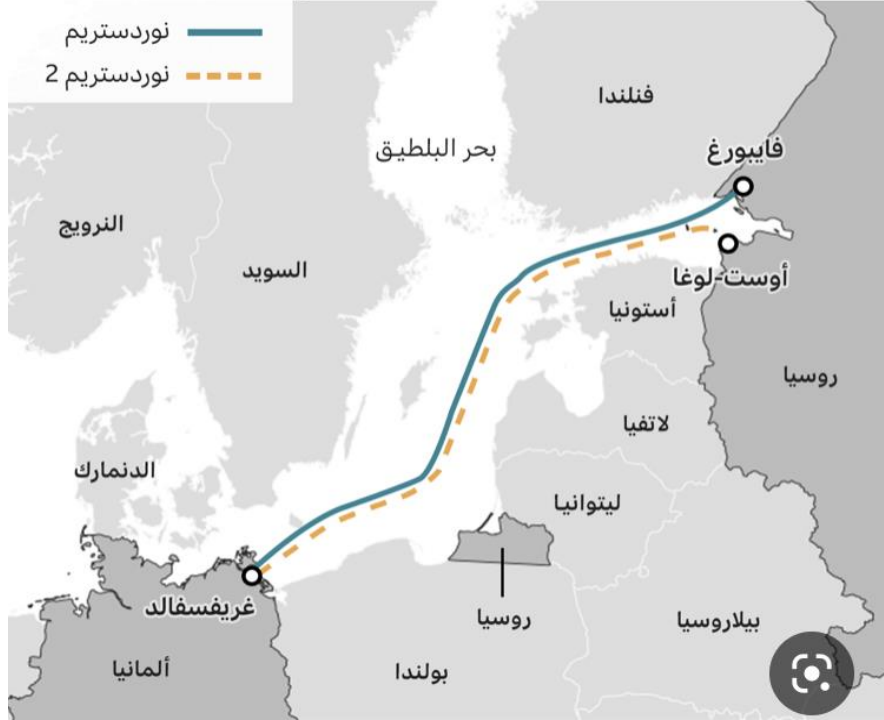 نوردستريم
نوردستريم 2
فنلندا
بحر البلطيق
فايبورغ
النرويج
السويد
أوست-لوغا
أستونيا
روسيا
لاتفيا
الدنمارك
ليتوانيا
غريفسفالد
روسيا
بيلاروسيا
ألمانيا
بولندا